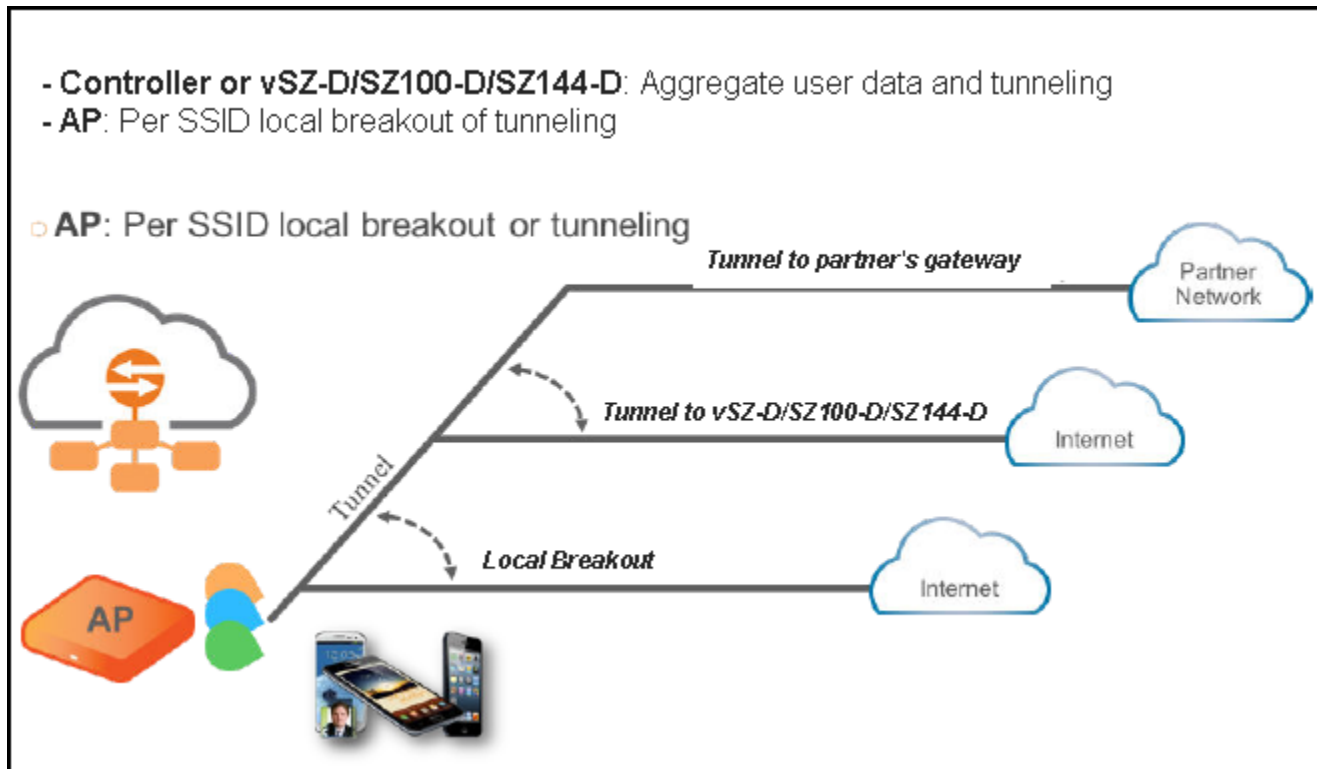 - Controller or vSZ-D/SZ100-D/SZ144-D: Aggregate user data and tunneling
- AP: Per SSID local breakout of tunneling
AP: Per SSID local breakout or tunneling
Tunnel to partner's gateway
Partner
Network
Tunnel to vSZ-D/SZ100-D/SZ144-D
Internet
Tunnel
Local Breakout
Internet
AP